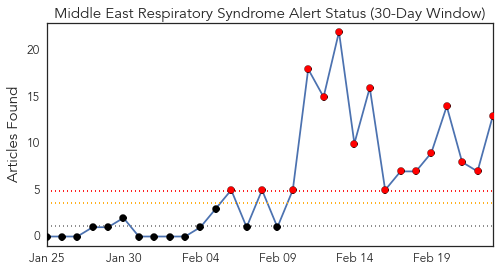 Middle East Respiratory Syndrome Alert Status (30-Day Window)
Articles Found
20
15
10
5
0
Jan 25 Jan 30 Feb 04 Feb 09 Feb 14 Feb 19